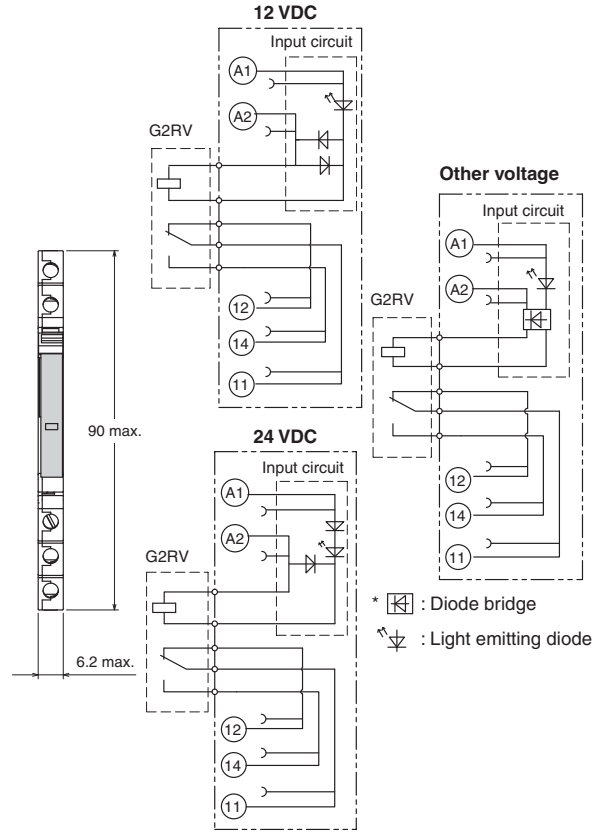 12 VDC
Input circuit
A1
A2
G2RV
12
14
11
Other voltage
Input circuit
A1
A2
G2RV
12
14
11
90 max.
6.2 max.
24 VDC
Input circuit
A1
A2
G2RV
12
14
11
* : Diode bridge
: Light emitting diode